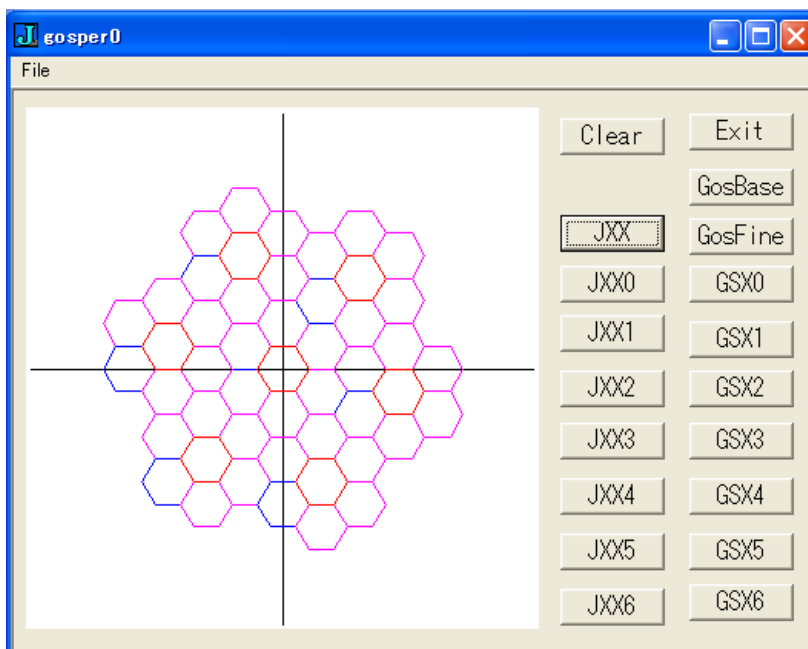 gosper0
File
Clear
Exit
GosBase
JXX
GosFine
JXX0
GSX0
JXX1
GSX1
JXX2
GSX2
JXX3
GSX3
JXX4
GSX4
JXX5
GSX5
JXX6
GSX6